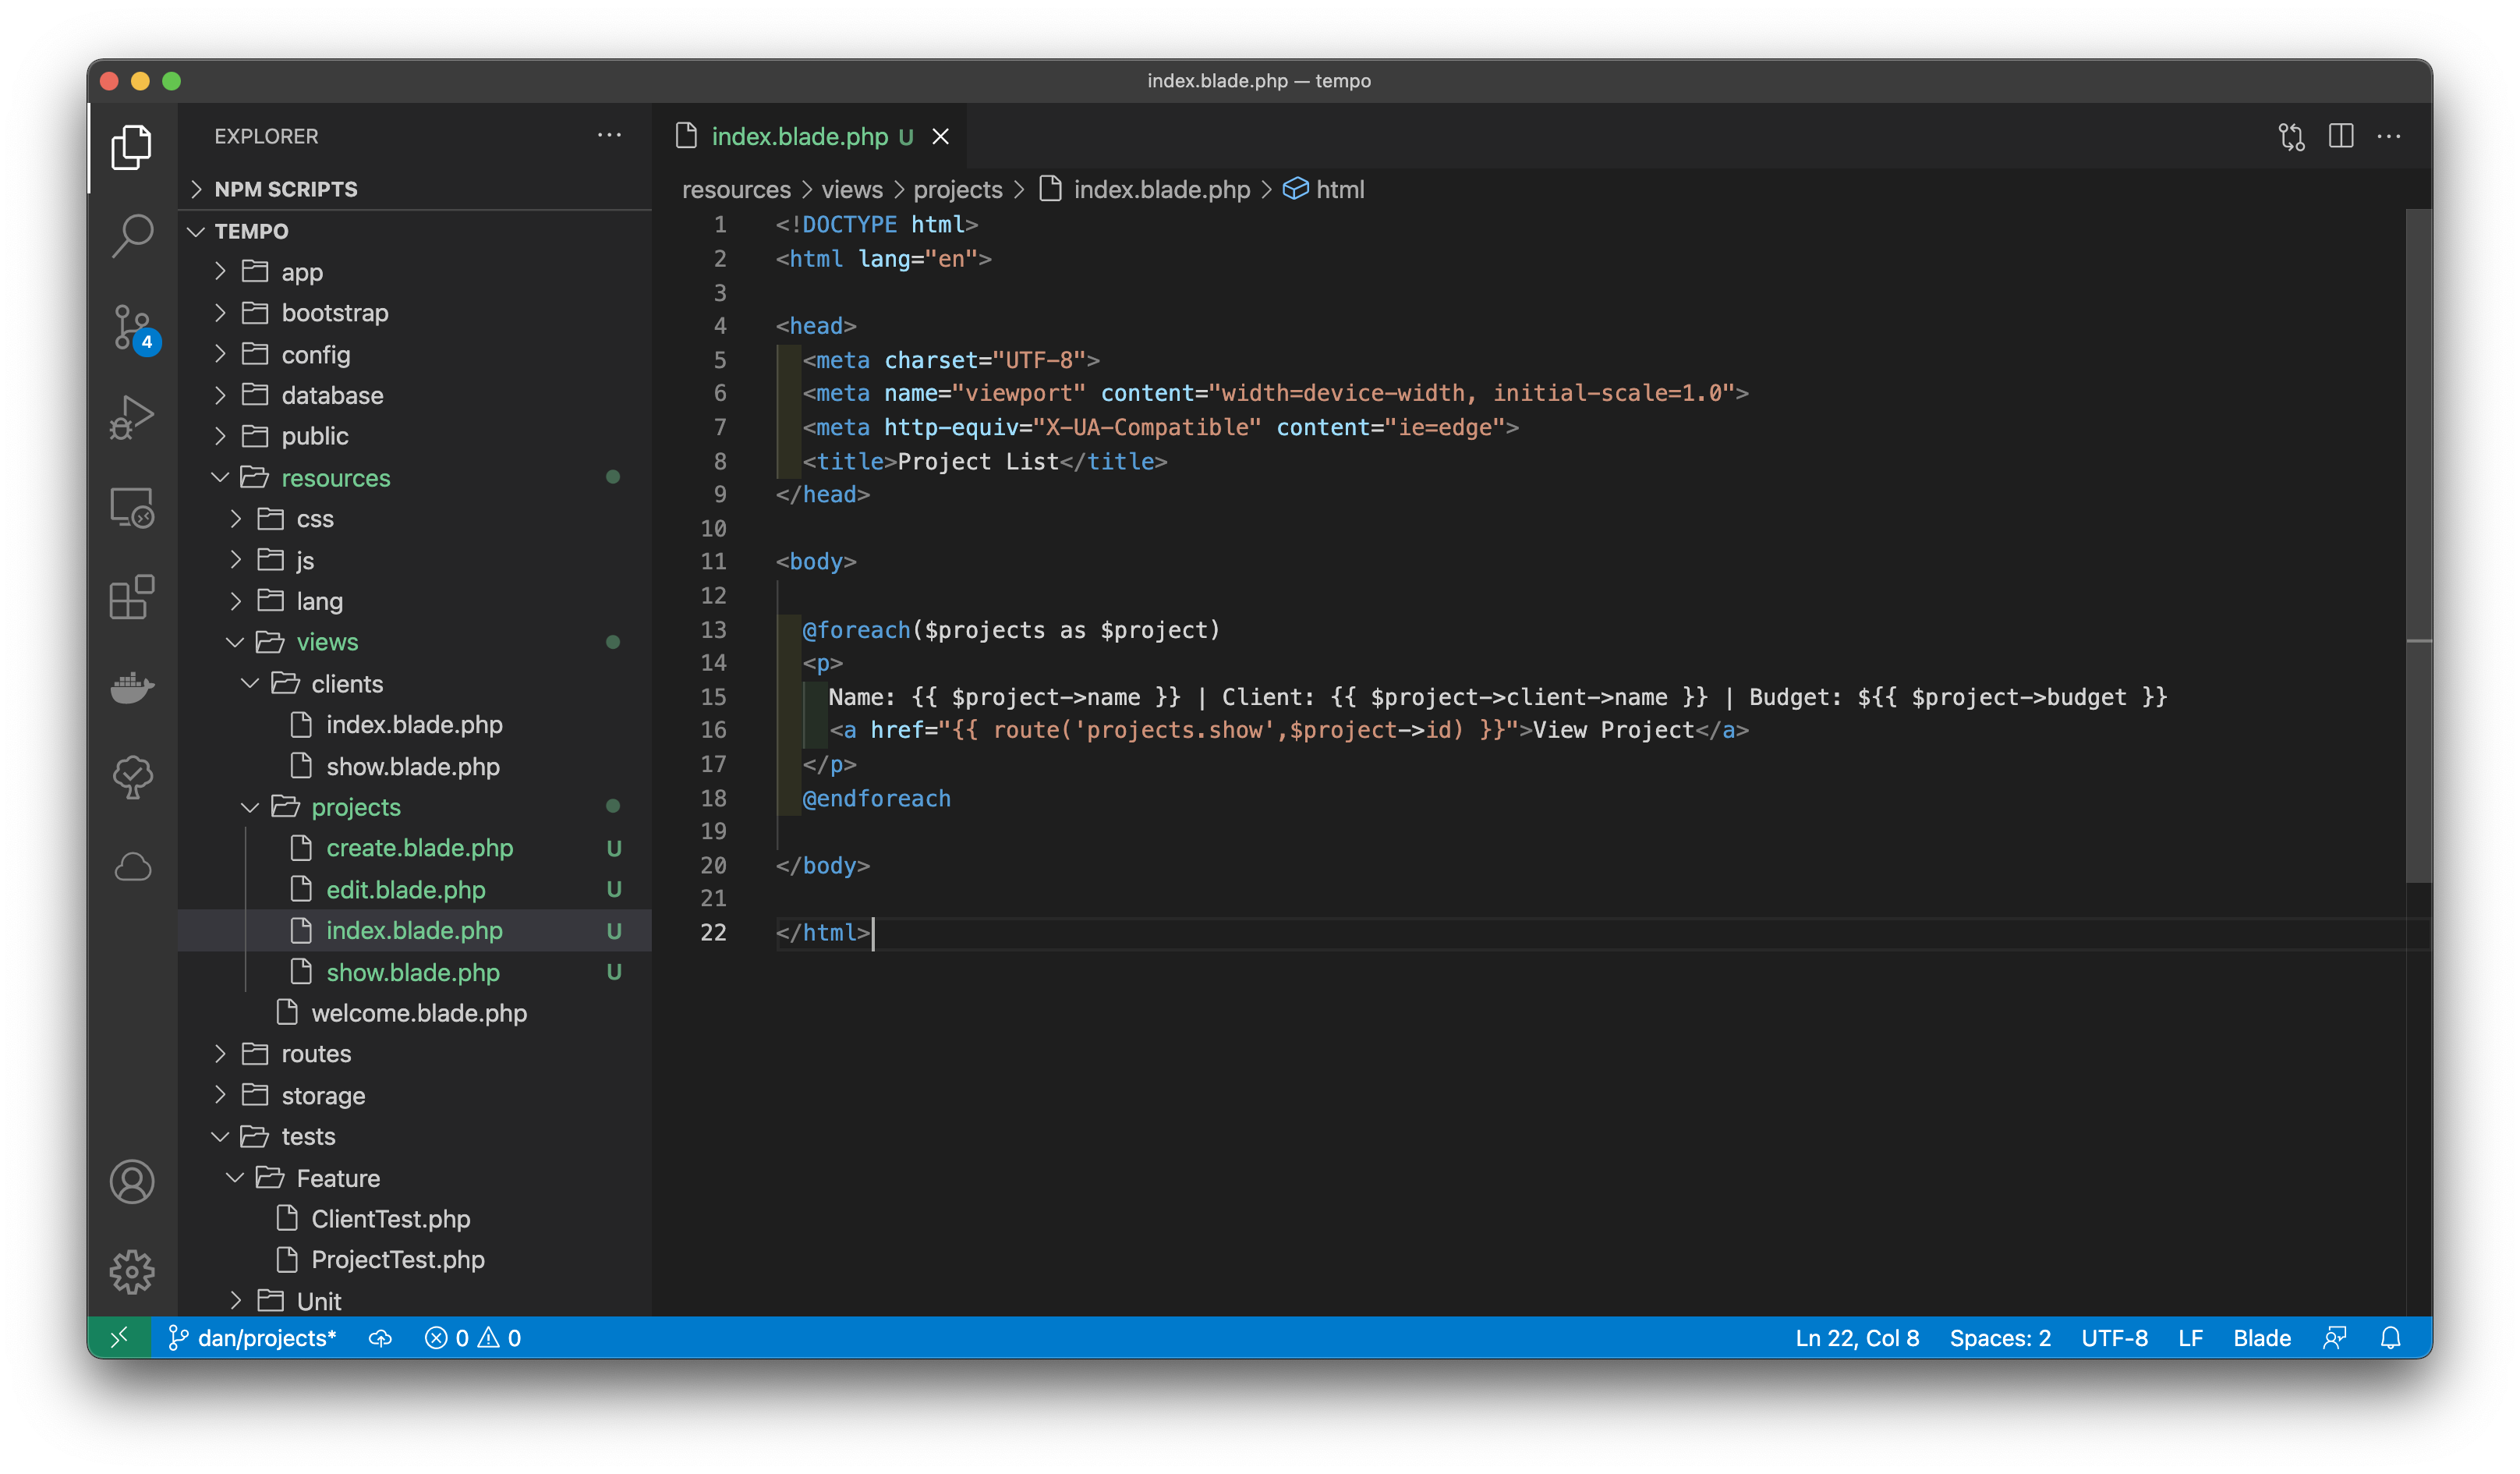 index.blade.php — tempo
EXPLORER
NPM SCRIPTS
TEMPO
app
bootstrap
config
database
public
resources
css
js
lang
views
clients
index.blade.php
show.blade.php
projects
create.blade.php U
edit.blade.php U
index.blade.php U
show.blade.php U
welcome.blade.php
routes
storage
tests
Feature
ClientTest.php
ProjectTest.php
Unit
4
index.blade.php U
resources > views > projects > index.blade.php > html
1 <!DOCTYPE html>
2 <html lang="en">
3
4 <head>
5 <meta charset="UTF-8">
6 <meta name="viewport" content="width=device-width, initial-scale=1.0">
7 <meta http-equiv="X-UA-Compatible" content="ie=edge">
8 <title>Project List</title>
9 </head>
10
11 <body>
12
13 @foreach($projects as $project)
14 <p>
15 Name: {{ $project->name }} | Client: {{ $project->client->name }} | Budget: ${{ $project->budget }}
16 <a href="{{ route('projects.show',$project->id) }}">View Project</a>
17 </p>
18 @endforeach
19
20 </body>
21
22 </html>
dan/projects* 0 0 Ln 22, Col 8 Spaces: 2 UTF-8 LF Blade